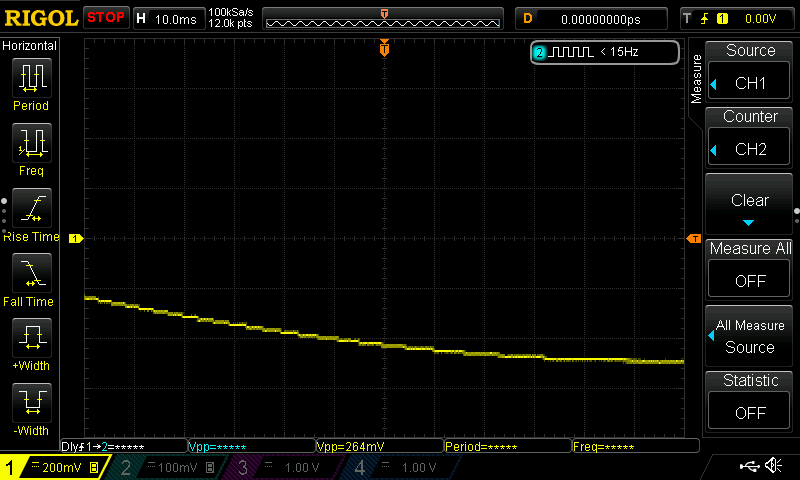 RIGOL STOP H 10.0ms 100kSa/s D 0.00000000ps T 1 0.00V
12.0k pts
T
Horizontal
2 < 15Hz
Period
Freq
Rise Time
Fall Time
+Width
-Width
1
T
Measure
Source
CH1
Counter
CH2
Clear
Measure All
OFF
All Measure
Source
Statistic
OFF
Dly 1→2=***** Vpp=***** Vpp=264mV Period=***** Freq=*****
1 200mV B 2 100mV B 3 1.00 V 4 1.00 V